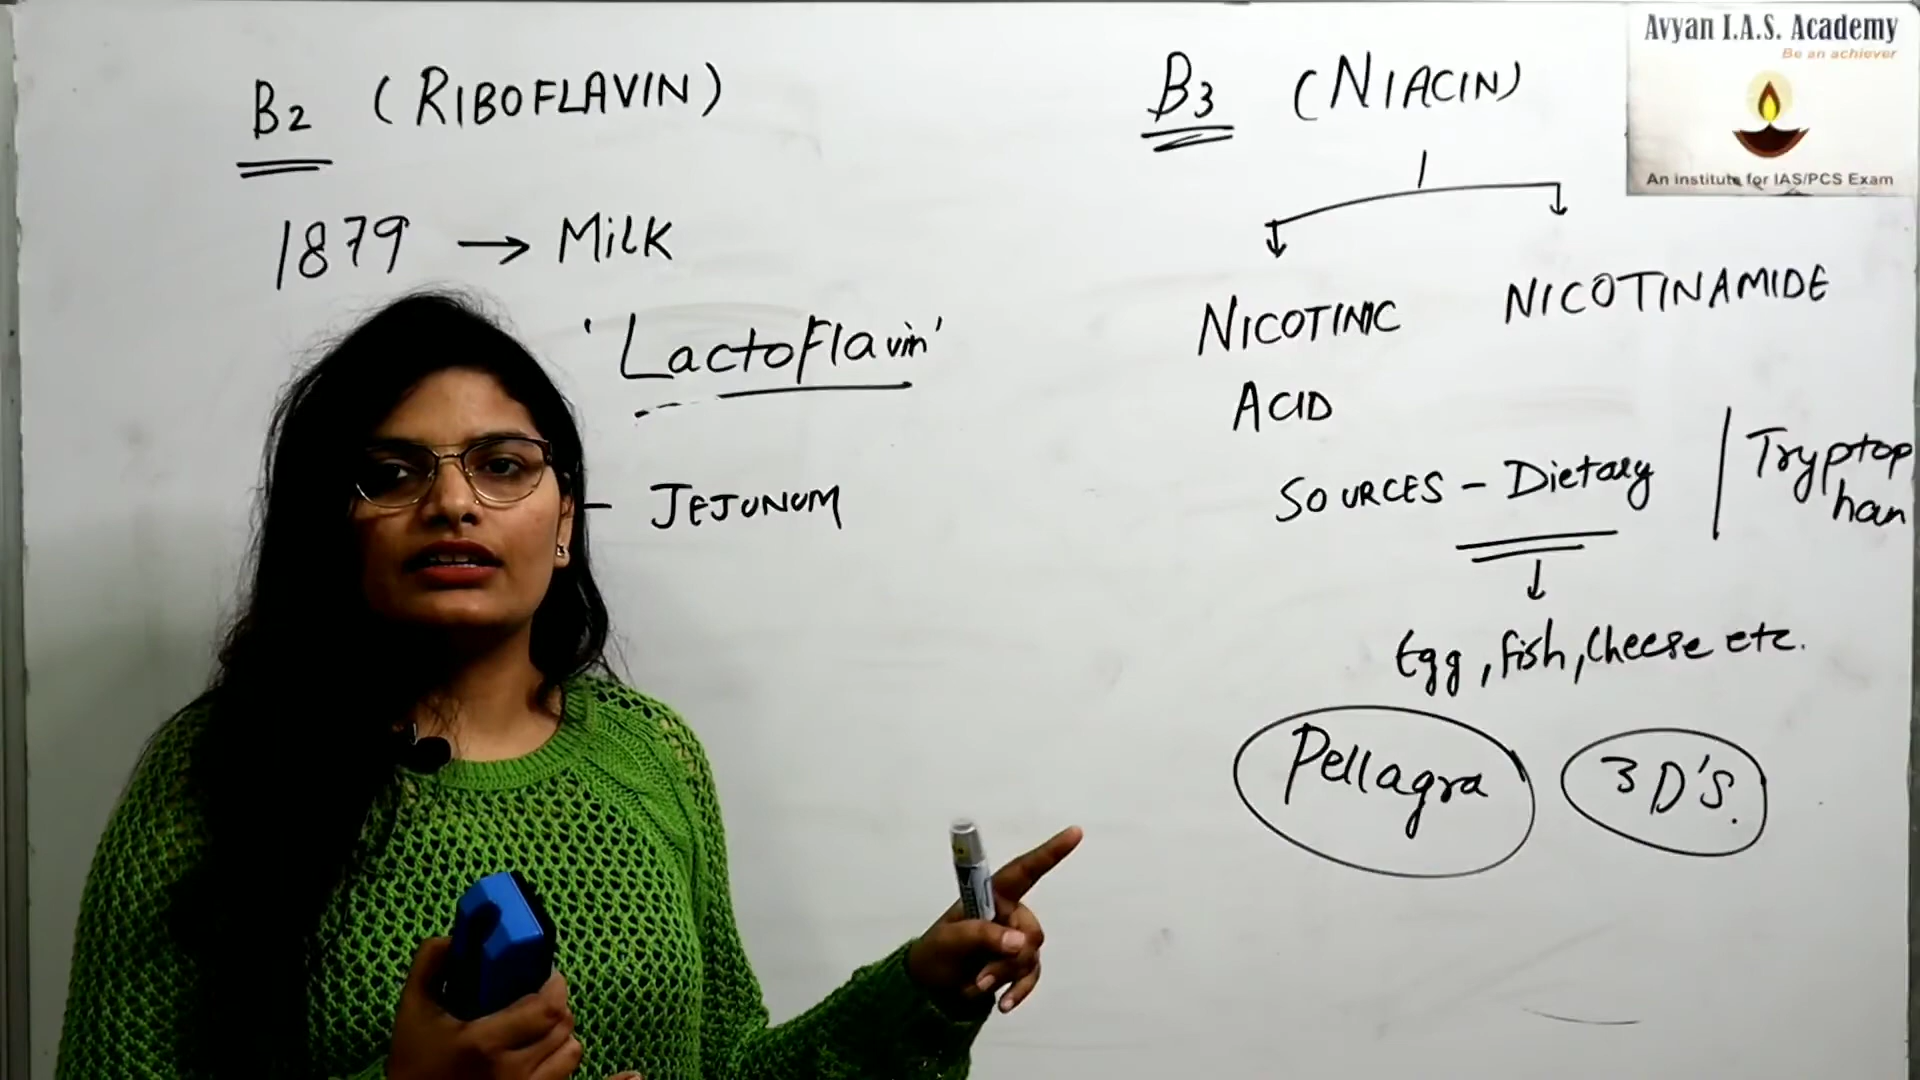 B2 (RIBOFLAVIN)
1879 → MILK
'Lactoflavin'
- JEJUNUM
B3 (NIACIN)
NICOTINIC ACID
NICOTINAMIDE
SOURCES - Dietary | Tryptop
han
Egg, Fish, Cheese etc.
Pellagra
3D'S.
Avyan I.A.S. Academy
Be an achiever
An institute for IAS/PCS Exam